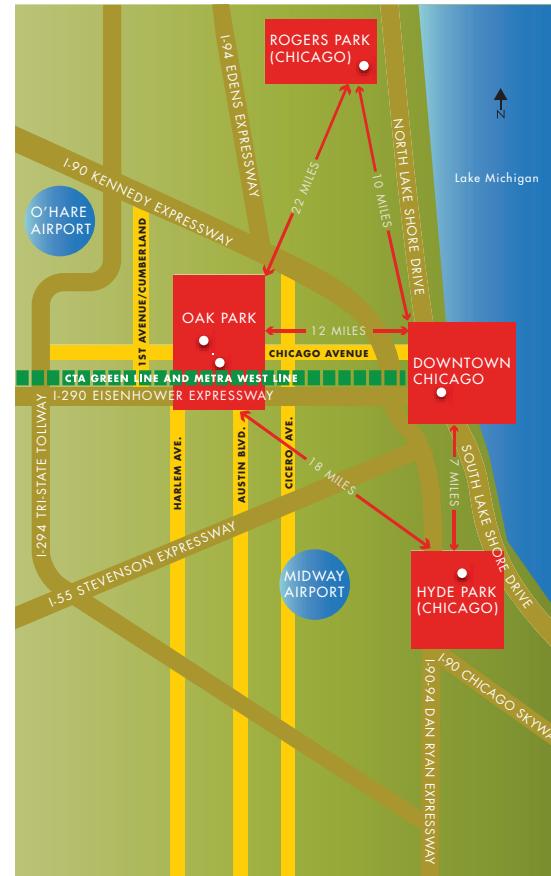 ROGERS PARK
(CHICAGO)
I-94 EDENS EXPRESSWAY
N
NORTH LAKE SHORE DRIVE
Lake Michigan
I-90 KENNEDY EXPRESSWAY
22 MILES
10 MILES
O'HARE
AIRPORT
1ST AVENUE/CUMBERLAND
OAK PARK
12 MILES
CHICAGO AVENUE
DOWNTOWN
CHICAGO
CTA GREEN LINE AND METRA WEST LINE
I-290 EISENHOWER EXPRESSWAY
I-294 TRI-STATE TOLLWAY
HARLEM AVE.
AUSTIN BLVD.
CICERO AVE.
18 MILES
7 MILES
SOUTH LAKE SHORE DRIVE
I-55 STEVENSON EXPRESSWAY
MIDWAY
AIRPORT
HYDE PARK
(CHICAGO)
I-90 CHICAGO SKYWA
I-90-94 DAN RYAN EXPRESSWAY